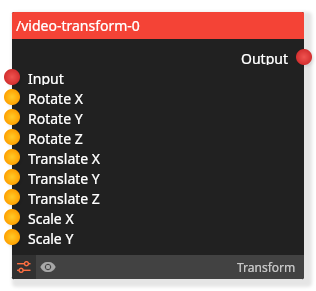 /video-transform-0
Output
Input
Rotate X
Rotate Y
Rotate Z
Translate X
Translate Y
Translate Z
Scale X
Scale Y
Transform